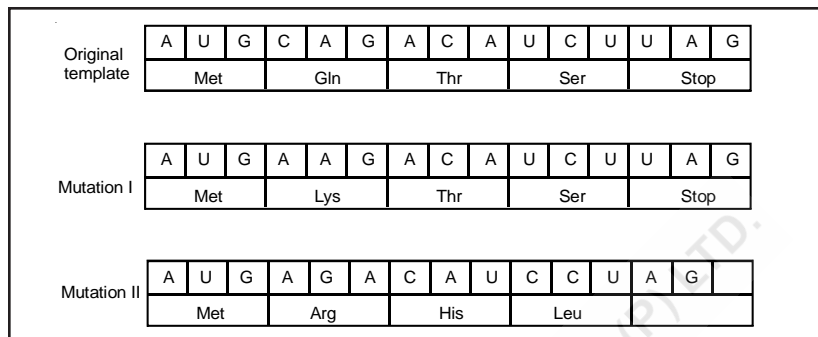 A U G C A G A C A U C U U A G
Original
template
Met Gln Thr Ser Stop
A U G A A G A C A U C U U A G
Mutation I
Met Lys Thr Ser Stop
A U G A G A C A U C C U A G
Mutation II
Met Arg His Leu
(P) LTD.